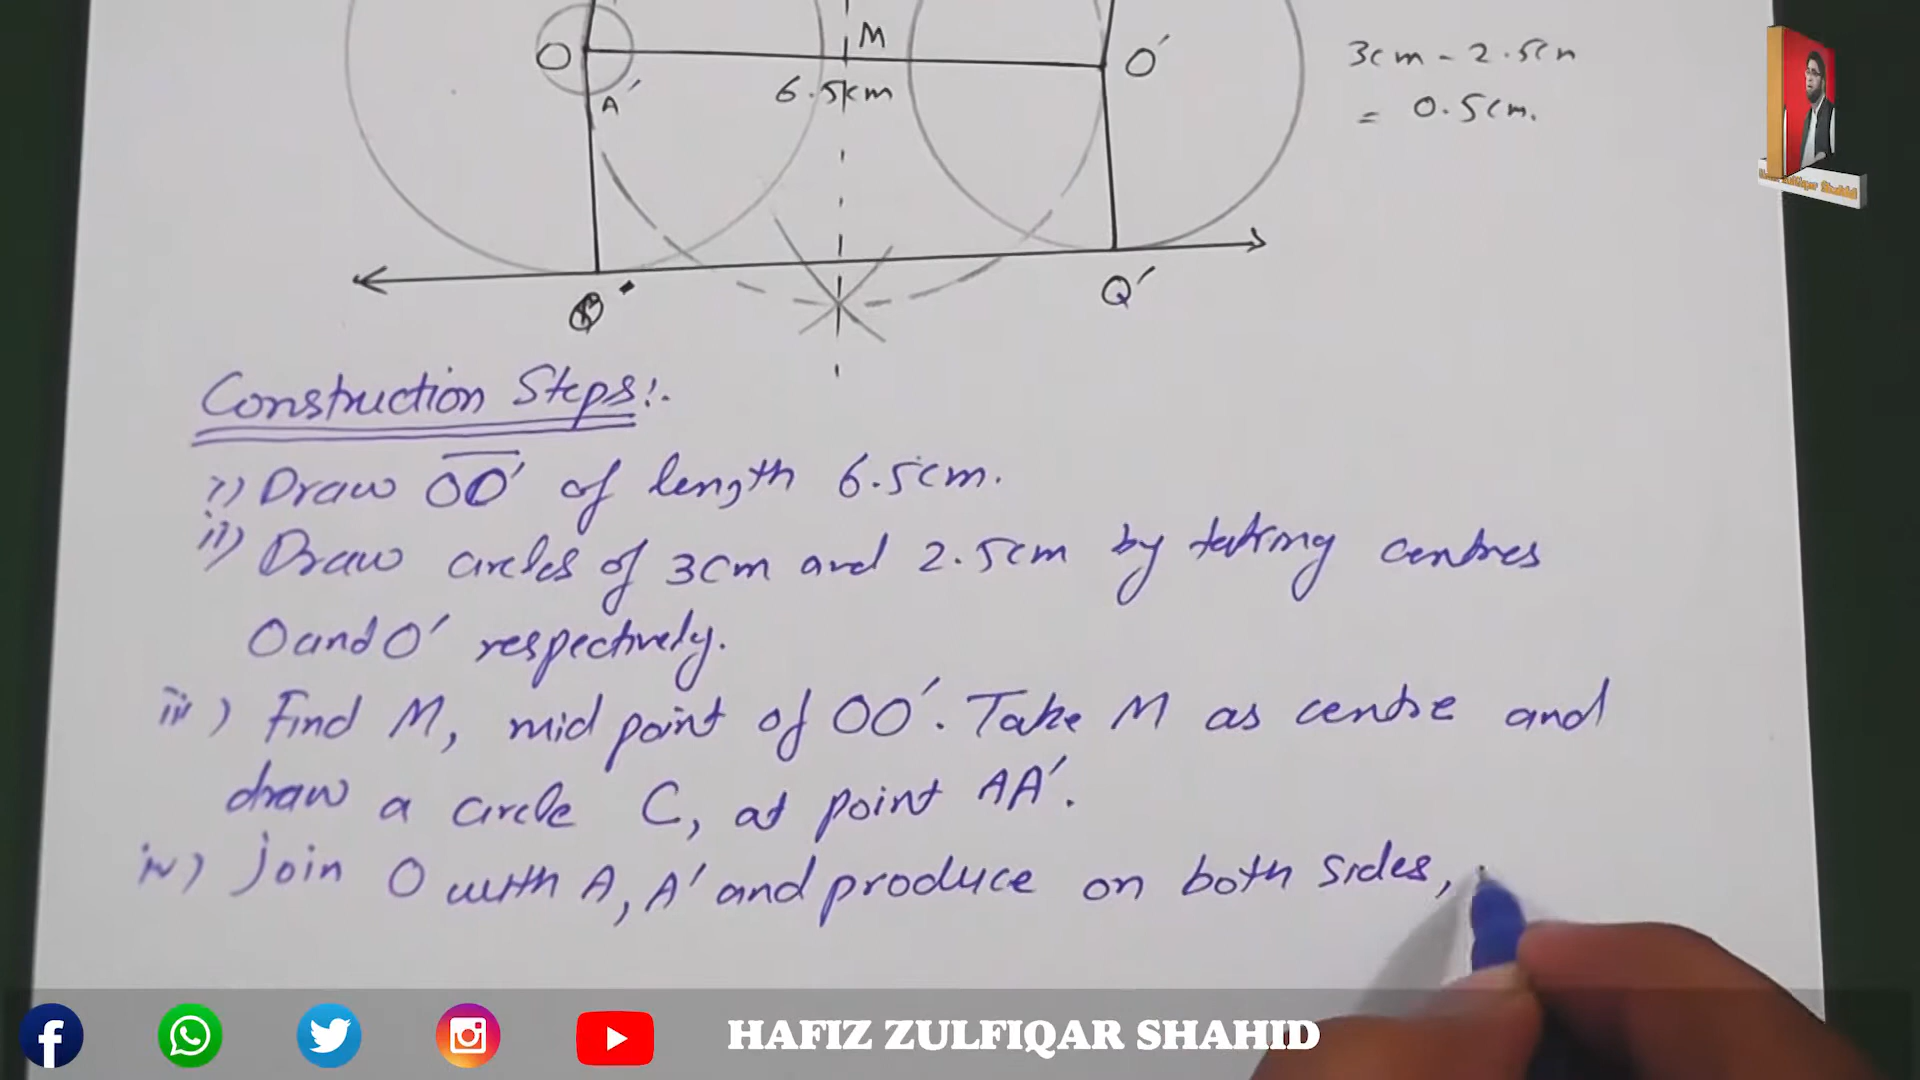 O
M
O'
A'
6.5cm
3cm - 2.5cm
= 0.5cm.
Q'
Construction Steps:-
i) Draw OO' of length 6.5cm.
ii) Draw circles of 3cm and 2.5cm by taking centres
O and O' respectively.
iii) Find M, mid point of OO'. Take M as centre and
draw a circle C, at point AA'.
iv) Join O with A, A' and produce on both sides,
HAFIZ ZULFIQAR SHAHID